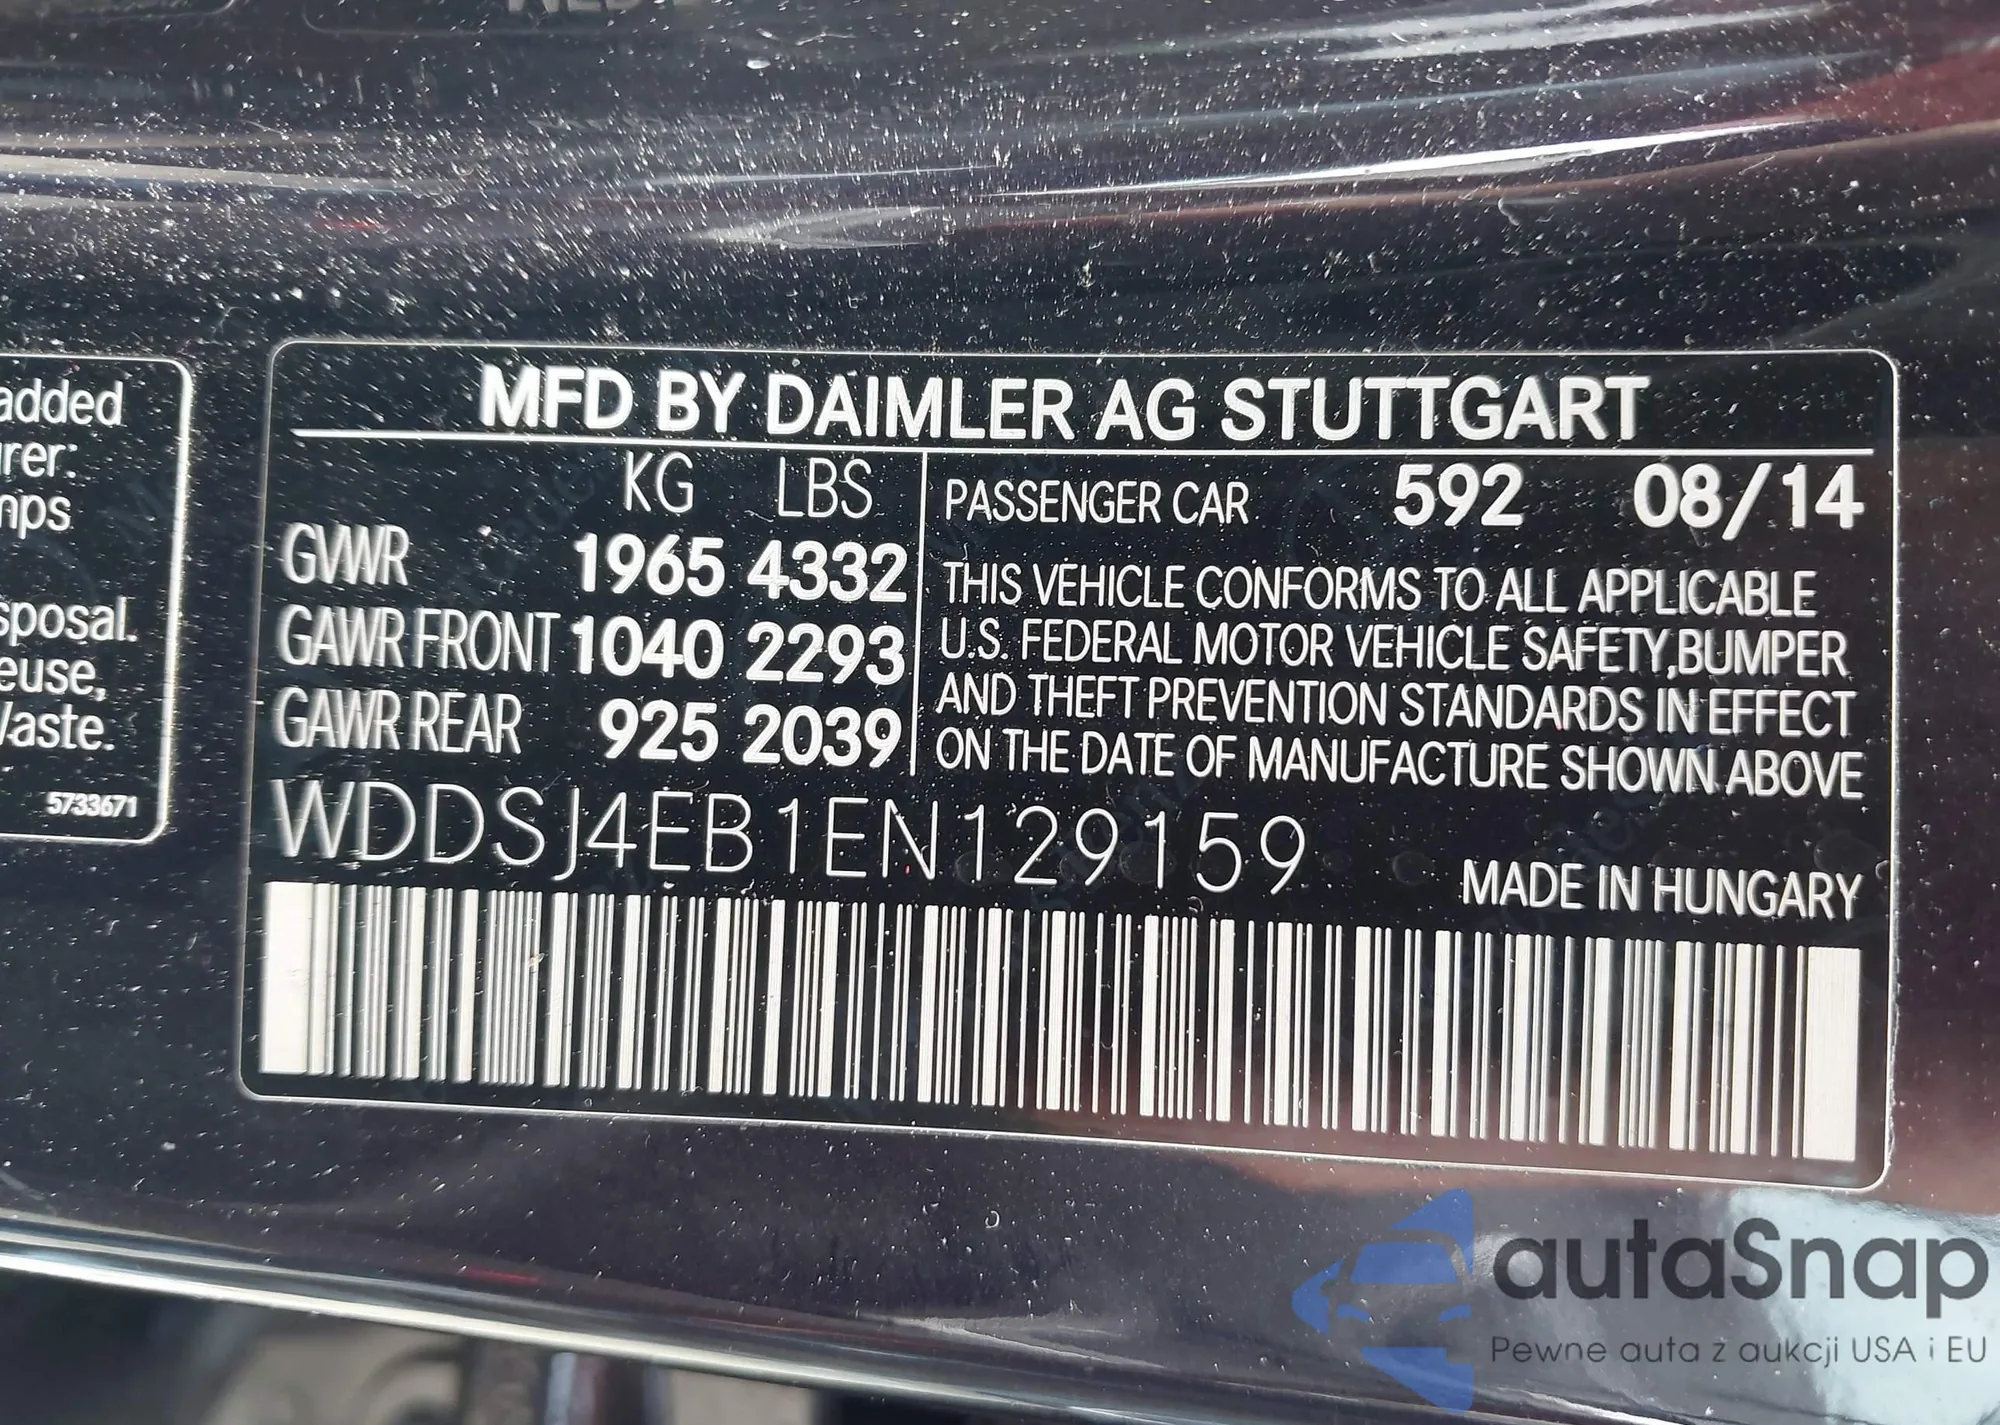 added
rer:
mps
sposal.
euse,
Waste.
5733671
MFD BY DAIMLER AG STUTTGART
KG LBS
GVWR 1965 4332
GAWR FRONT 1040 2293
GAWR REAR 925 2039
PASSENGER CAR 592 08/14
THIS VEHICLE CONFORMS TO ALL APPLICABLE
U.S. FEDERAL MOTOR VEHICLE SAFETY,BUMPER
AND THEFT PREVENTION STANDARDS IN EFFECT
ON THE DATE OF MANUFACTURE SHOWN ABOVE
WDDSJ4EB1EN129159
MADE IN HUNGARY
autaSnap
Pewne auta z aukcji USA i EU